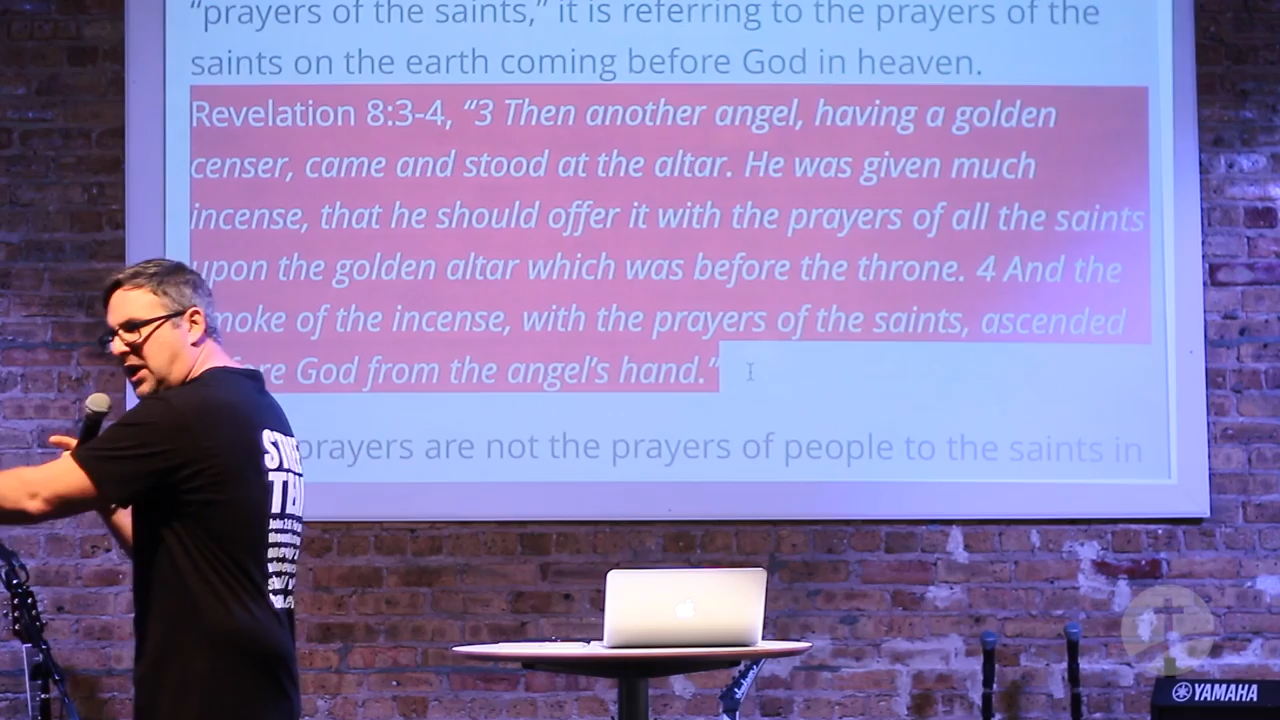 “prayers of the saints,” it is referring to the prayers of the
saints on the earth coming before God in heaven.
Revelation 8:3-4, “3 Then another angel, having a golden
censer, came and stood at the altar. He was given much
incense, that he should offer it with the prayers of all the saints
upon the golden altar which was before the throne. 4 And the
moke of the incense, with the prayers of the saints, ascended
re God from the angel’s hand.”
prayers are not the prayers of people to the saints in
YAMAHA